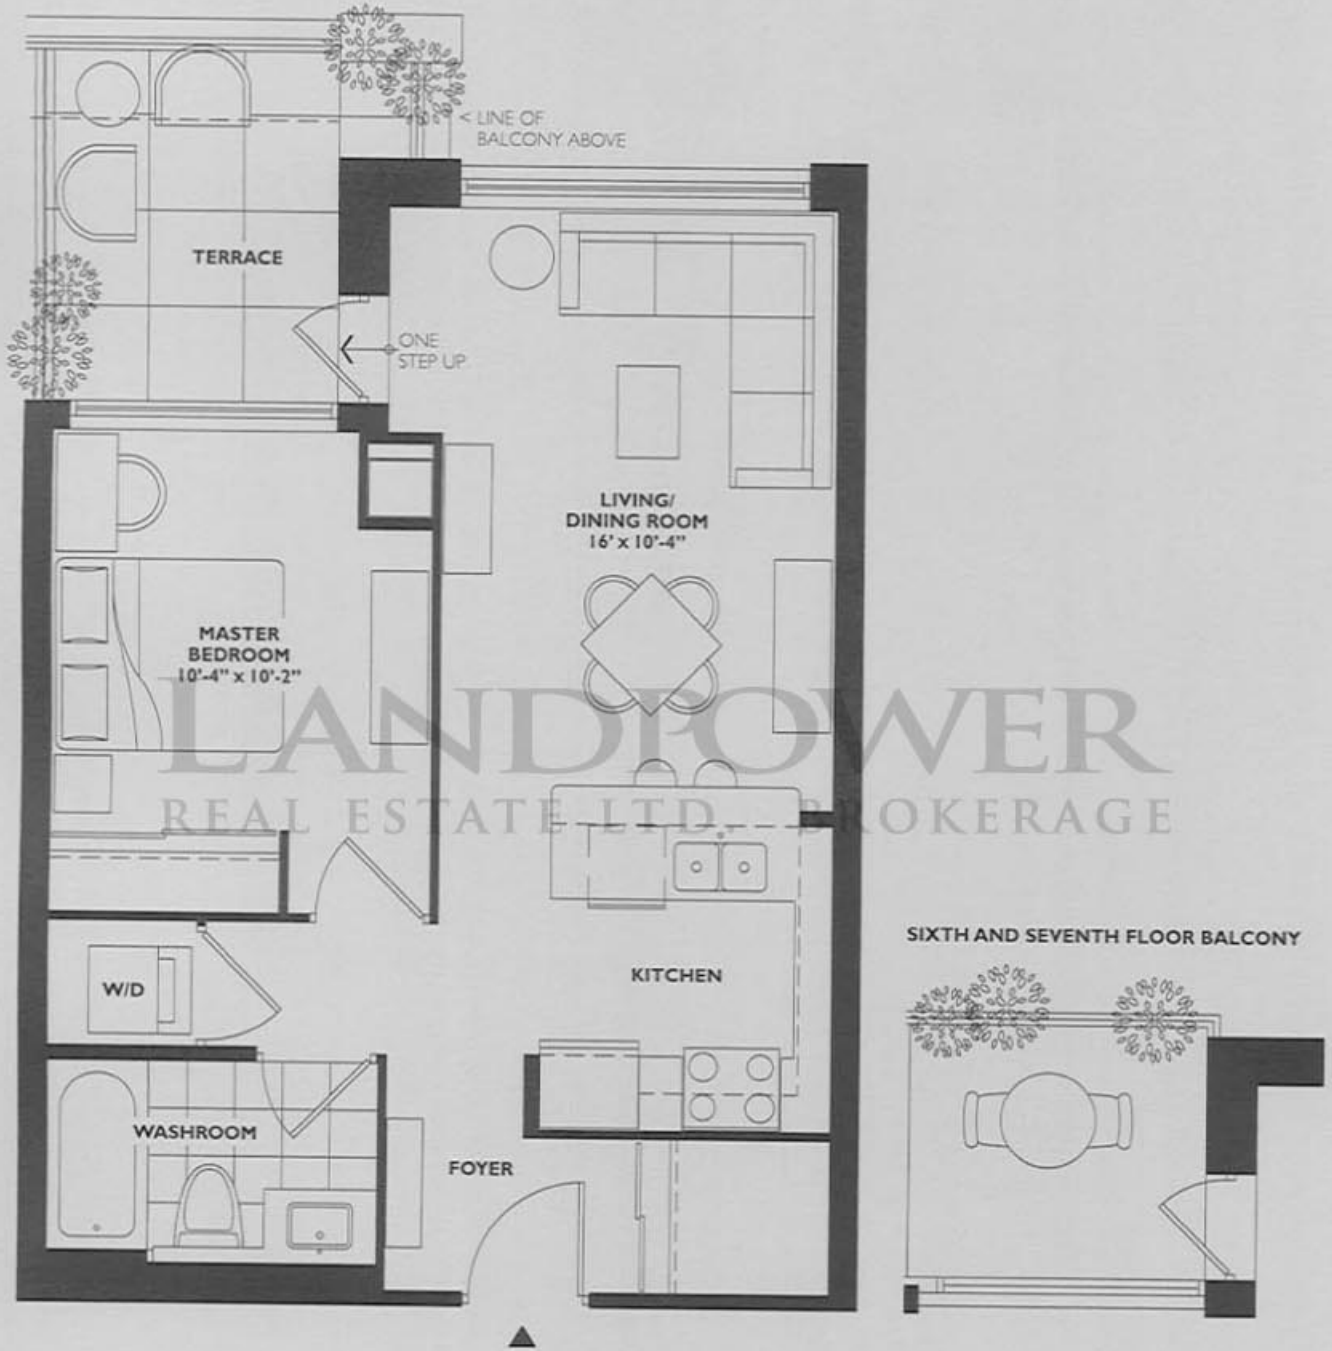 < LINE OF
BALCONY ABOVE
TERRACE
ONE
STEP UP
LIVING/
DINING ROOM
16' x 10'-4"
MASTER
BEDROOM
10'-4" x 10'-2"
LANDPOWER
REAL ESTATE LTD. BROKERAGE
SIXTH AND SEVENTH FLOOR BALCONY
W/D
KITCHEN
WASHROOM
FOYER